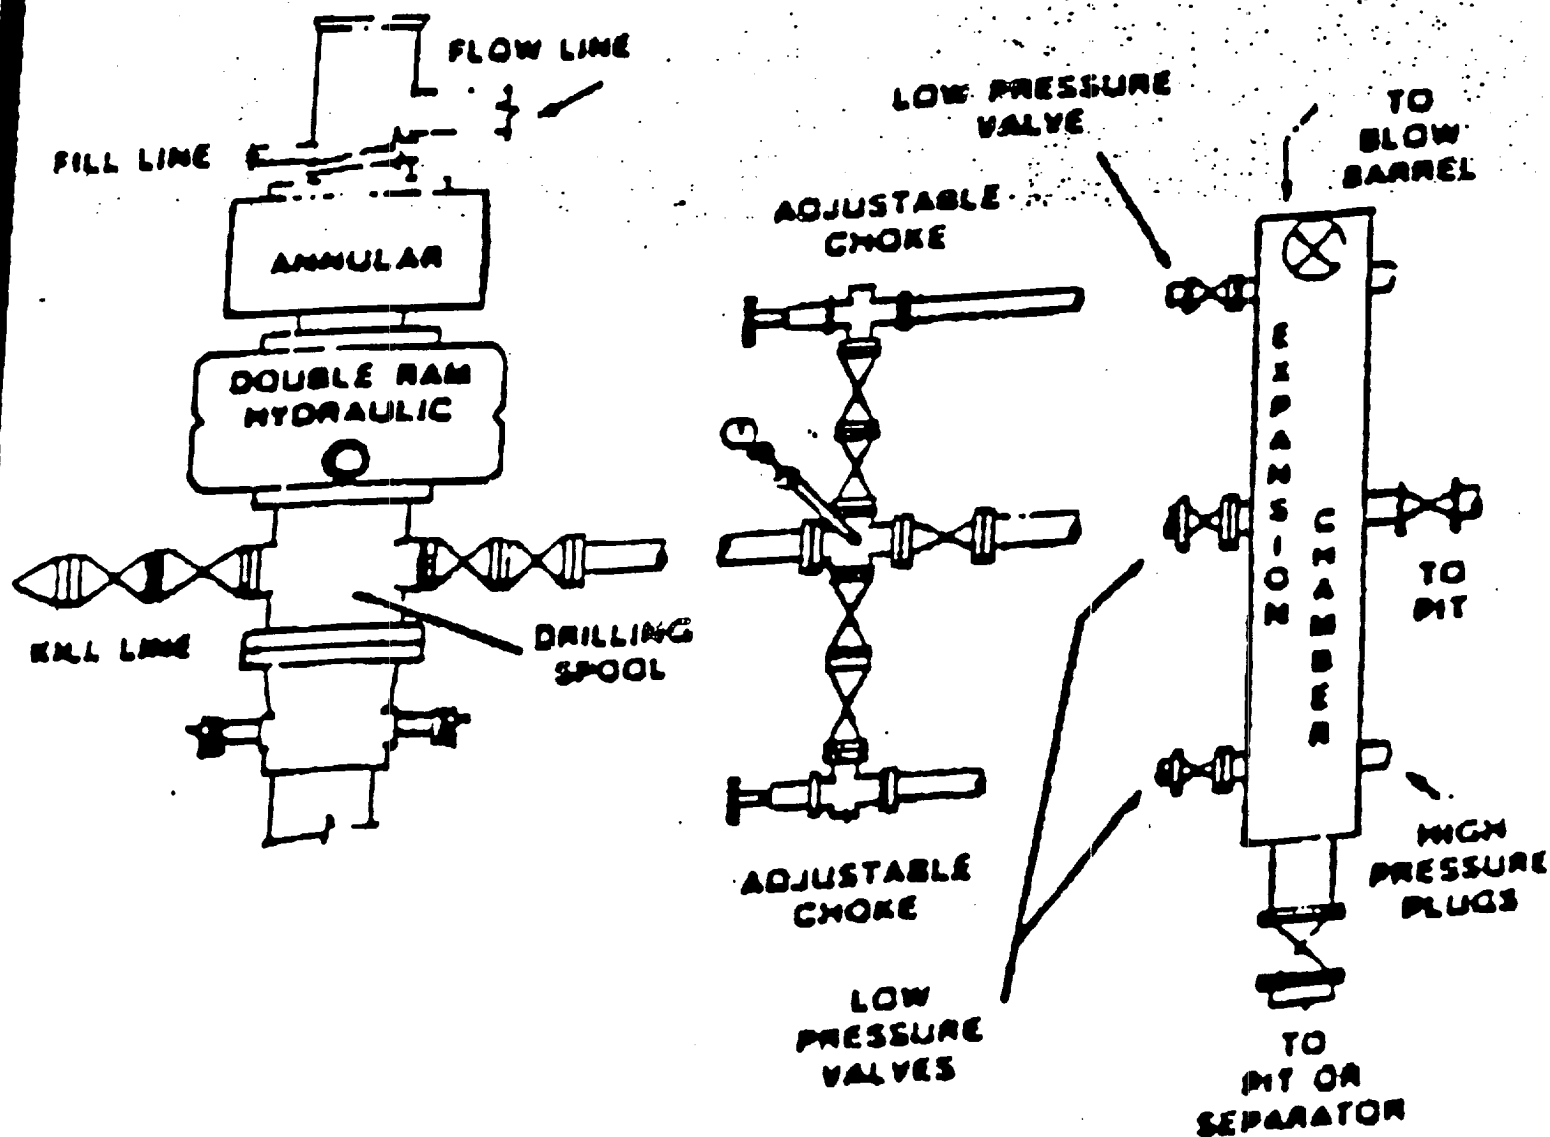 FLOW LINE
FILL LINE
ANNULAR
DOUBLE RAM
HYDRAULIC
KILL LINE
DRILLING
SPOOL
ADJUSTABLE
CHOKE
ADJUSTABLE
CHOKE
LOW PRESSURE
VALVE
LOW
PRESSURE
VALVES
TO
BLOW
BARREL
EXPANSION
CHAMBER
TO
PIT
HIGH
PRESSURE
PLUGS
TO
PIT OR
SEPARATOR